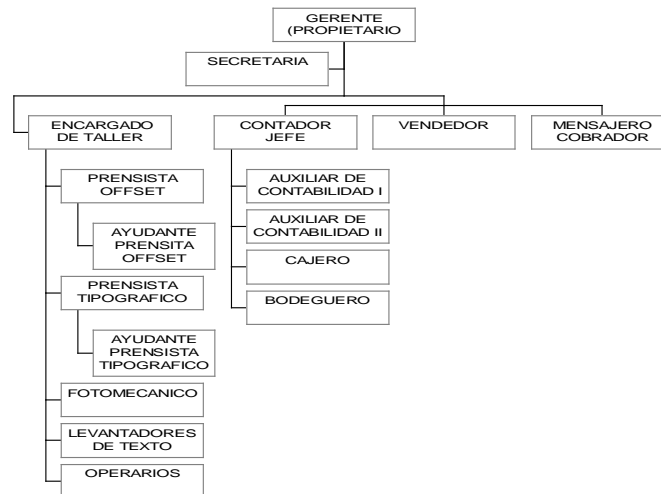 GERENTE
(PROPIETARIO
SECRETARIA
ENCARGADO
DE TALLER
CONTADOR
JEFE
VENDEDOR
MENSAJERO
COBRADOR
PRENSISTA
OFFSET
AYUDANTE
PRENSITA
OFFSET
PRENSISTA
TIPOGRAFICO
AYUDANTE
PRENSISTA
TIPOGRAFICO
FOTOMECANICO
LEVANTADORES
DE TEXTO
OPERARIOS
AUXILIAR DE
CONTABILIDAD I
AUXILIAR DE
CONTABILIDAD II
CAJERO
BODEGUERO